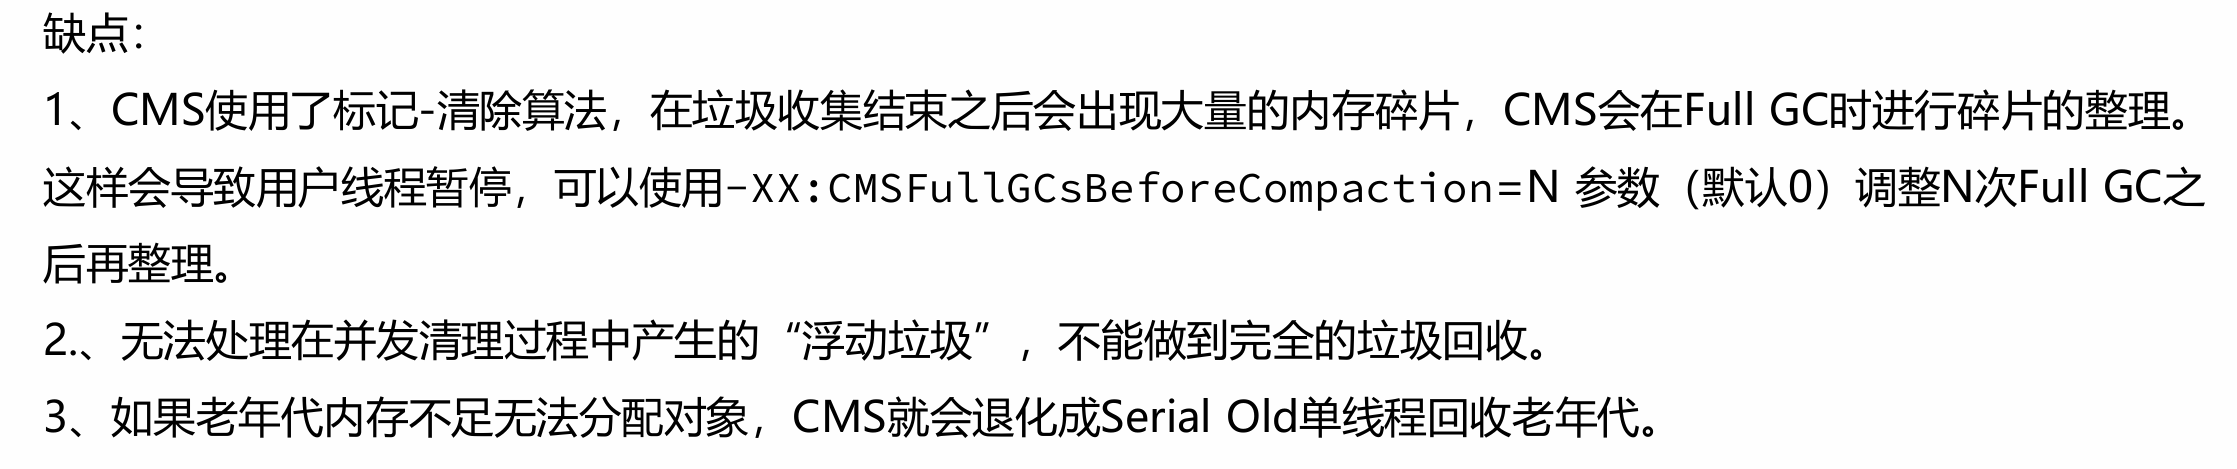 缺点：
1、CMS使用了标记-清除算法，在垃圾收集结束之后会出现大量的内存碎片，CMS会在Full GC时进行碎片的整理。
这样会导致用户线程暂停，可以使用-XX:CMSFullGCsBeforeCompaction=N 参数（默认0）调整N次Full GC之
后再整理。
2.、无法处理在并发清理过程中产生的“浮动垃圾”，不能做到完全的垃圾回收。
3、如果老年代内存不足无法分配对象，CMS就会退化成Serial Old单线程回收老年代。